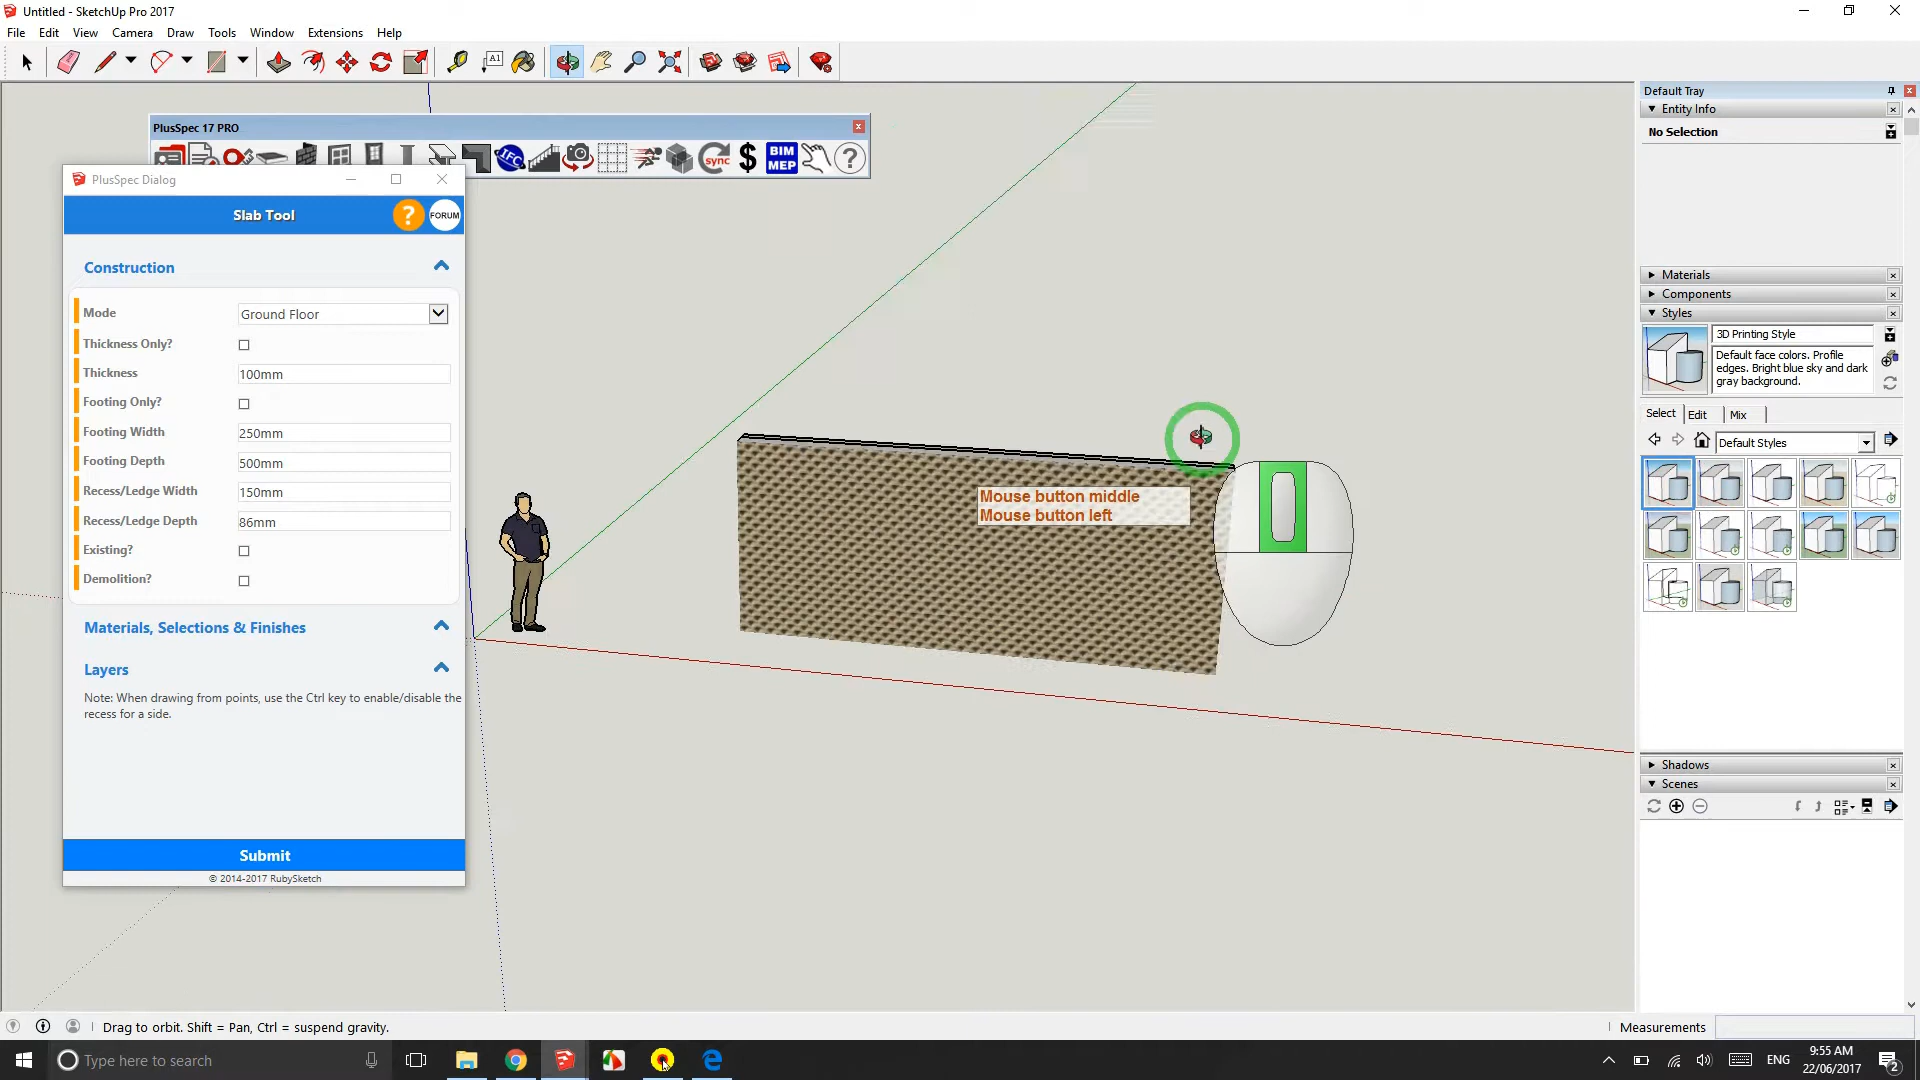 Untitled - SketchUp Pro 2017
File Edit View Camera Draw Tools Window Extensions Help
A1
Default Tray
Entity Info
No Selection
PlusSpec 17 PRO
IFC
sync
$
BIM
MEP
?
PlusSpec Dialog
Slab Tool
?
FORUM
Construction
Mode Ground Floor
Thickness Only?
Thickness 100mm
Footing Only?
Footing Width 250mm
Footing Depth 500mm
Recess/Ledge Width 150mm
Recess/Ledge Depth 86mm
Existing?
Demolition?
Materials, Selections & Finishes
Layers
Note: When drawing from points, use the Ctrl key to enable/disable the
recess for a side.
Submit
© 2014-2017 RubySketch
Mouse button middle
Mouse button left
Materials
Components
Styles
3D Printing Style
Default face colors. Profile
edges. Bright blue sky and dark
gray background.
Select Edit Mix
Default Styles
Shadows
Scenes
Drag to orbit. Shift = Pan, Ctrl = suspend gravity.
Measurements
Type here to search
ENG
9:55 AM
22/06/2017
2